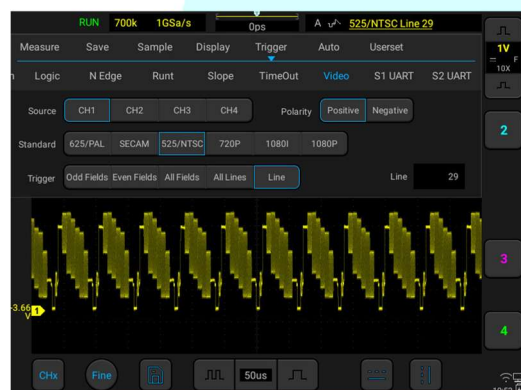 RUN 700k 1GSa/s 0ps A 525/NTSC Line 29
Measure Save Sample Display Trigger Auto Userset
Logic N Edge Runt Slope TimeOut Video S1 UART S2 UART
Source CH1 CH2 CH3 CH4 Polarity Positive Negative
Standard 625/PAL SECAM 525/NTSC 720P 1080I 1080P
Trigger Odd Fields Even Fields All Fields All Lines Line Line 29
1V
F
10X
2
3
4
-3.66
V
1
CHx Fine 50us